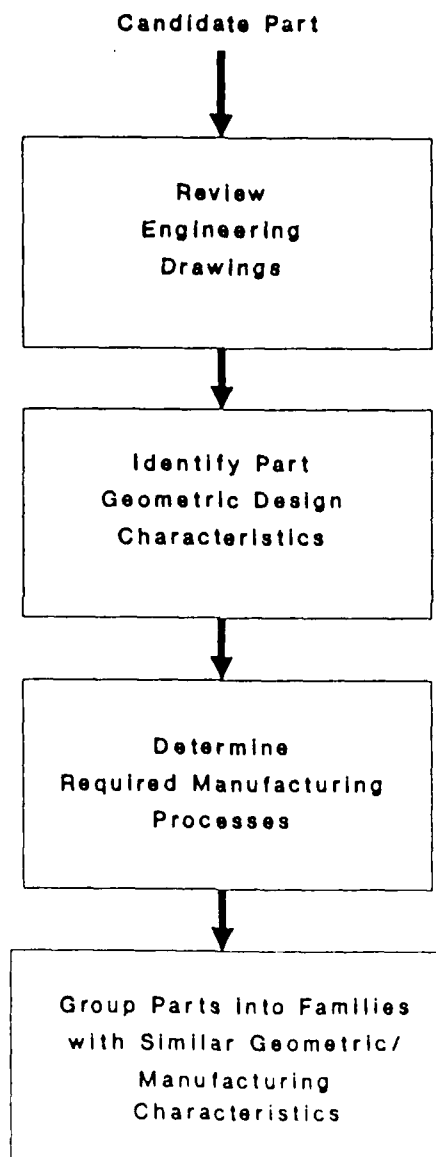 Candidate Part
Review
Engineering
Drawings
Identify Part
Geometric Design
Characteristics
Determine
Required Manufacturing
Processes
Group Parts into Families
with Similar Geometric/
Manufacturing
Characteristics